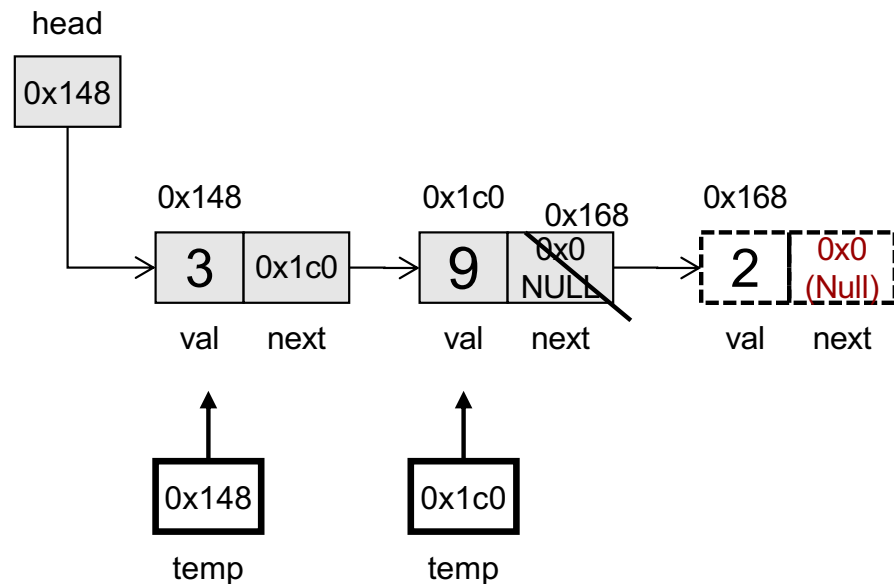 head
0x148
0x148
0x1c0
0x168
0x168
3
0x1c0
9
0x0
NULL
2
0x0
(Null)
val
next
val
next
val
next
0x148
0x1c0
temp
temp